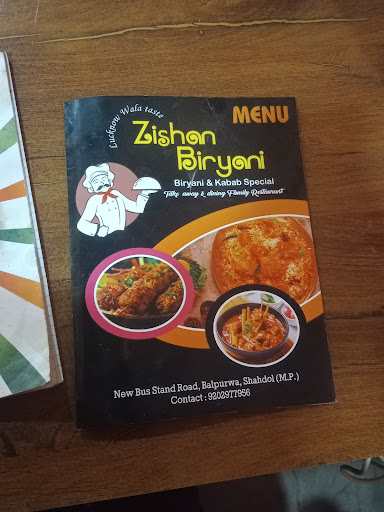 Lucknow Wala taste
MENU
Zishan
Biryani
Biryani & Kabab Special
Take away & dining Family Restaurant
New Bus Stand Road, Balpurwa, Shahdol (M.P.)
Contact : 9202977956